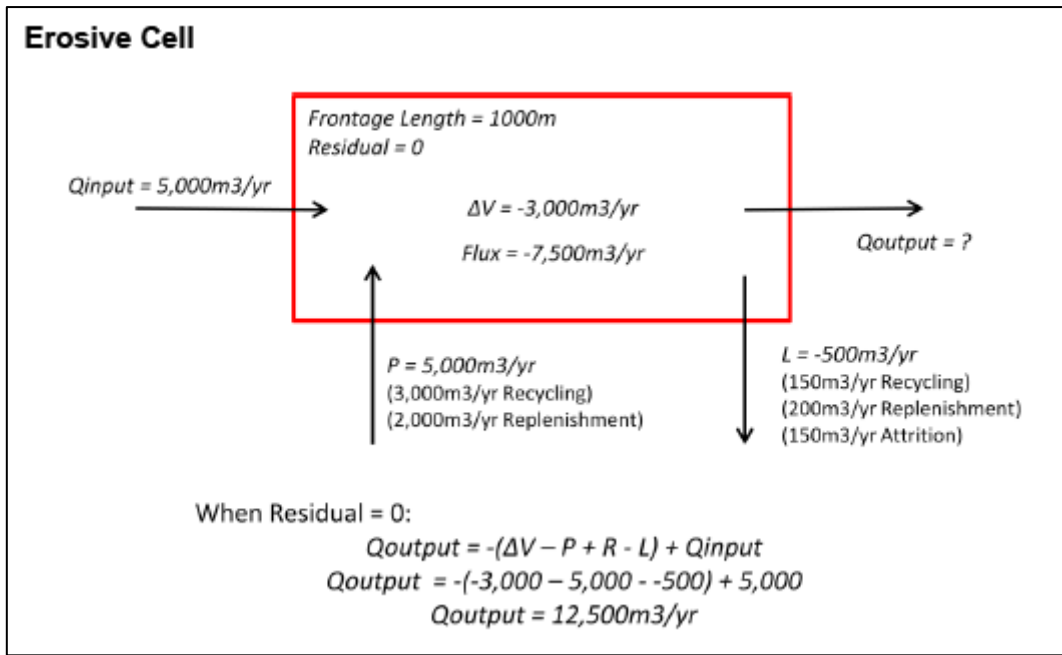 Erosive Cell
Frontage Length = 1000m
Residual = 0
Qinput = 5,000m3/yr
ΔV = -3,000m3/yr
Flux = -7,500m3/yr
Qoutput = ?
P = 5,000m3/yr
(3,000m3/yr Recycling)
(2,000m3/yr Replenishment)
L = -500m3/yr
(150m3/yr Recycling)
(200m3/yr Replenishment)
(150m3/yr Attrition)
When Residual = 0:
Qoutput = -(ΔV – P + R - L) + Qinput
Qoutput = -(-3,000 – 5,000 - -500) + 5,000
Qoutput = 12,500m3/yr